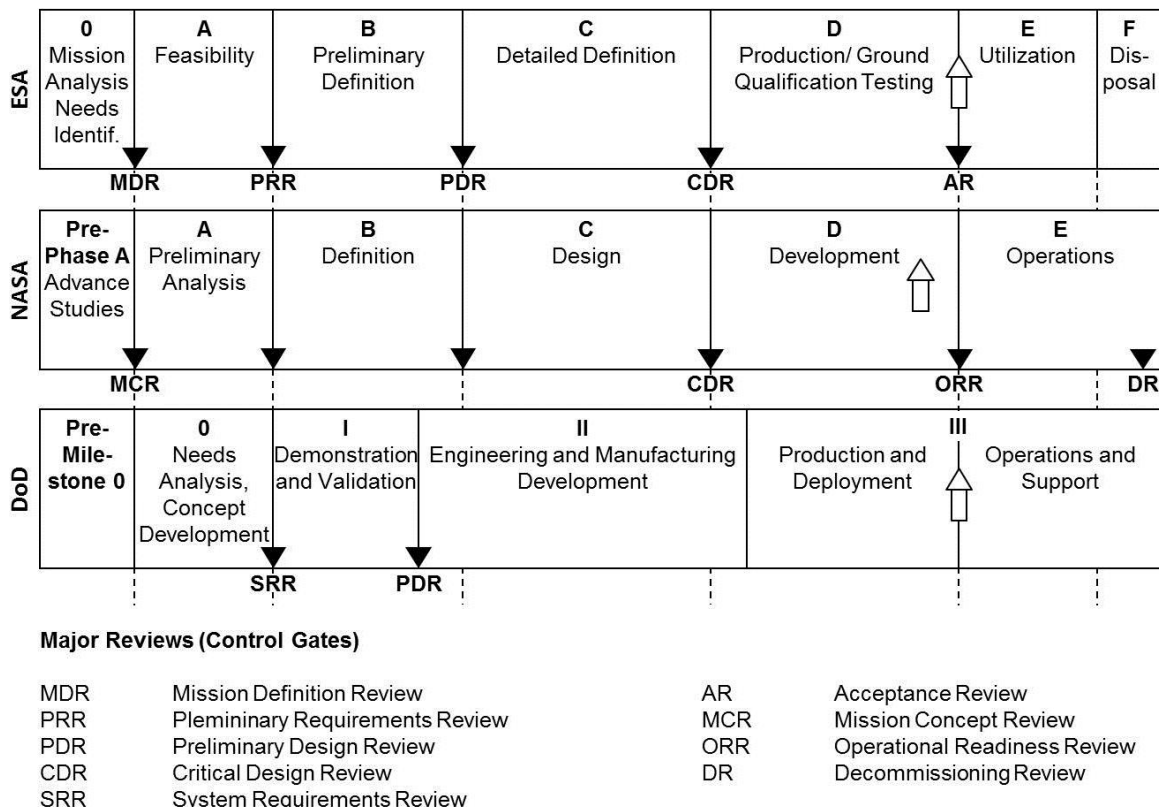 ESA
0
Mission
Analysis
Needs
Identif.
A
Feasibility
B
Preliminary
Definition
C
Detailed Definition
D
Production/ Ground
Qualification Testing
E
Utilization
F
Dis-
posal
MDR
PRR
PDR
CDR
AR
NASA
Pre-
Phase A
Advance
Studies
A
Preliminary
Analysis
B
Definition
C
Design
D
Development
E
Operations
MCR
CDR
ORR
DR
DoD
Pre-
Mile-
stone 0
0
Needs
Analysis,
Concept
Development
I
Demonstration
and Validation
II
Engineering and Manufacturing
Development
III
Production and
Deployment
Operations and
Support
SRR
PDR
Major Reviews (Control Gates)
MDR Mission Definition Review
PRR Plemininary Requirements Review
PDR Preliminary Design Review
CDR Critical Design Review
SRR System Requirements Review
AR Acceptance Review
MCR Mission Concept Review
ORR Operational Readiness Review
DR Decommissioning Review